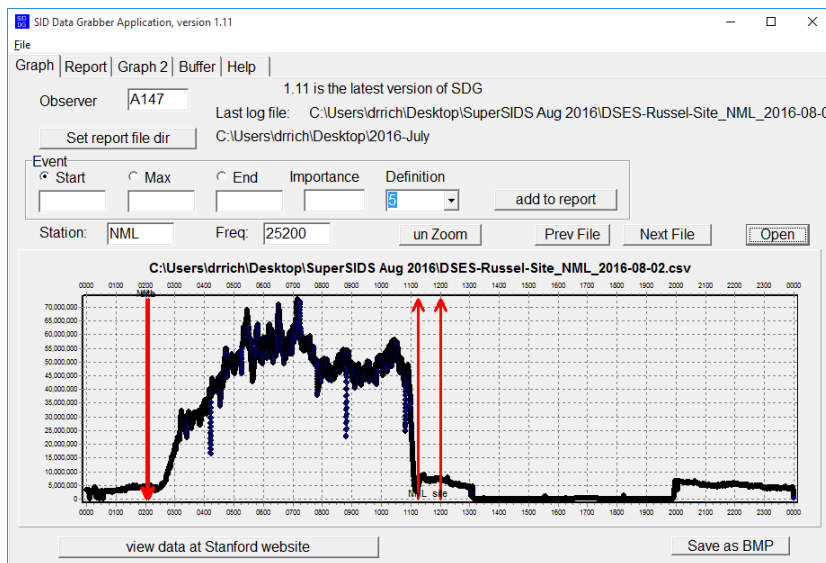 SID Data Grabber Application, version 1.11
File
Graph Report Graph 2 Buffer Help
1.11 is the latest version of SDG
Observer A147
Last log file: C:\Users\drrich\Desktop\SuperSIDS Aug 2016\DSES-Russel-Site_NML_2016-08-0
Set report file dir C:\Users\drrich\Desktop\2016-July
Event
Start Max End Importance Definition
5 add to report
Station: NML Freq: 25200 un Zoom Prev File Next File Open
C:\Users\drrich\Desktop\SuperSIDS Aug 2016\DSES-Russel-Site_NML_2016-08-02.csv
0000 0100 0200 0300 0400 0500 0600 0700 0800 0900 1000 1100 1200 1300 1400 1500 1600 1700 1800 1900 2000 2100 2200 2300 0000
70,000,000
65,000,000
60,000,000
55,000,000
50,000,000
45,000,000
40,000,000
35,000,000
30,000,000
25,000,000
20,000,000
15,000,000
10,000,000
5,000,000
0
site
0000 0100 0200 0300 0400 0500 0600 0700 0800 0900 1000 1100 1200 1300 1400 1500 1600 1700 1800 1900 2000 2100 2200 2300 0000
view data at Stanford website Save as BMP